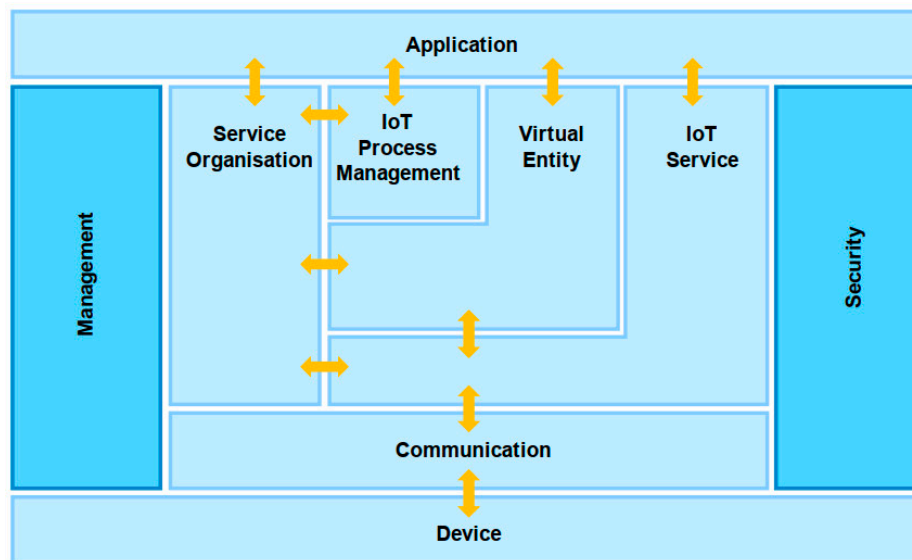 Application
Service
Organisation
IoT
Process
Management
Virtual
Entity
IoT
Service
Management
Security
Communication
Device